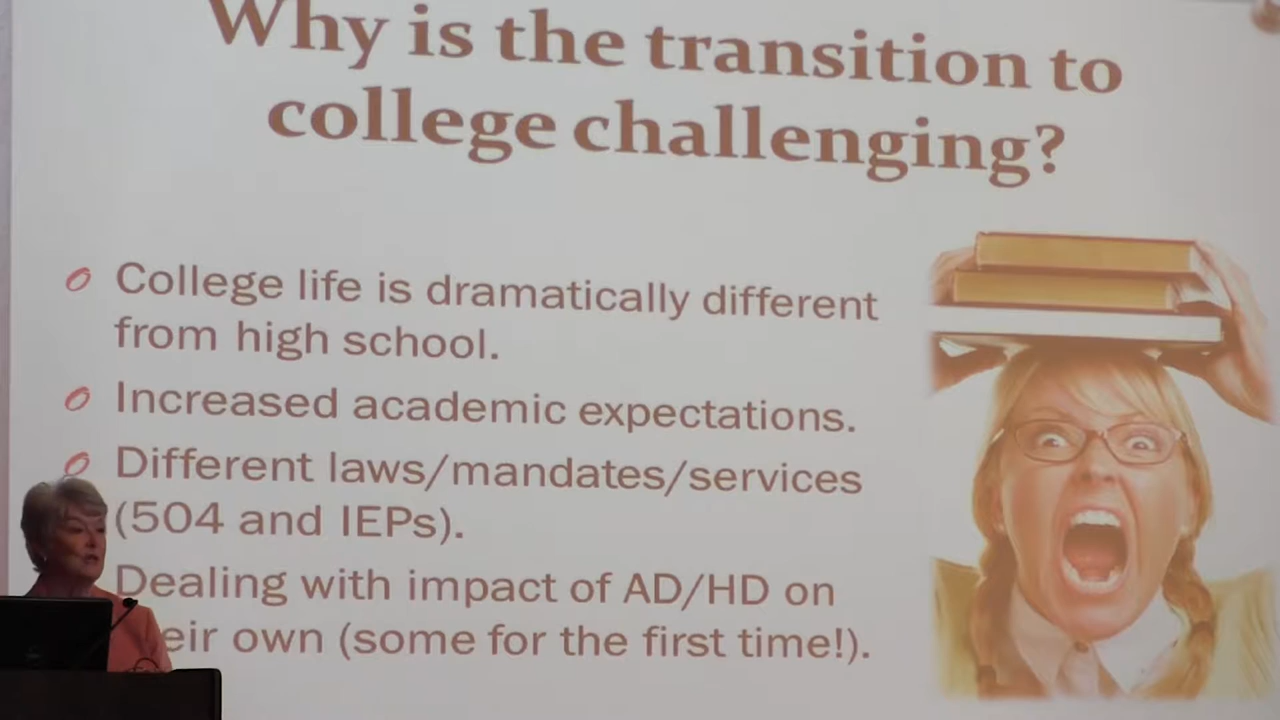 Why is the transition to
college challenging?
College life is dramatically different
from high school.
Increased academic expectations.
Different laws/mandates/services
(504 and IEPs).
Dealing with impact of AD/HD on
eir own (some for the first time!).